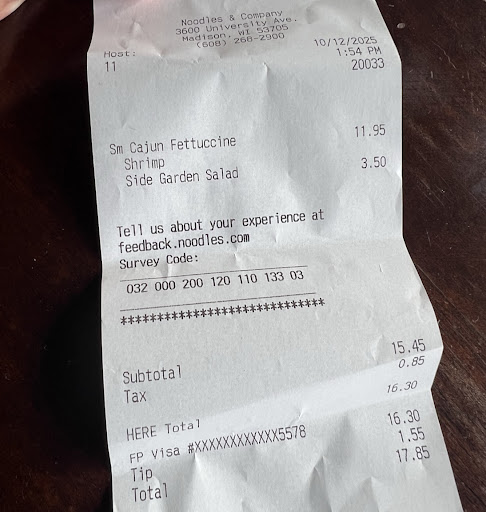 Noodles & Company
3600 University Ave.
Madison, WI 53705
(608) 268-2900
Host: 10/12/2025
11 1:54 PM
20033
Sm Cajun Fettuccine 11.95
Shrimp
Side Garden Salad 3.50
Tell us about your experience at
feedback.noodles.com
Survey Code:
032 000 200 120 110 133 03
*****************************
Subtotal 15.45
Tax 0.85
HERE Total 16.30
FP Visa #XXXXXXXXXXXX5578 16.30
Tip 1.55
Total 17.85